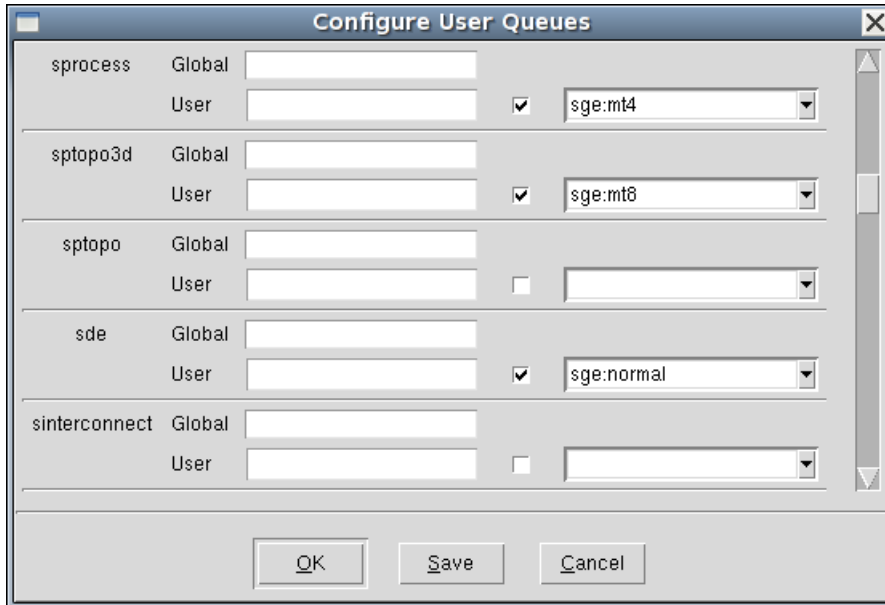 Configure User Queues
sprocess Global
User sge:mt4
sptopo3d Global
User sge:mt8
sptopo Global
User
sde Global
User sge:normal
sinterconnect Global
User
OK Save Cancel